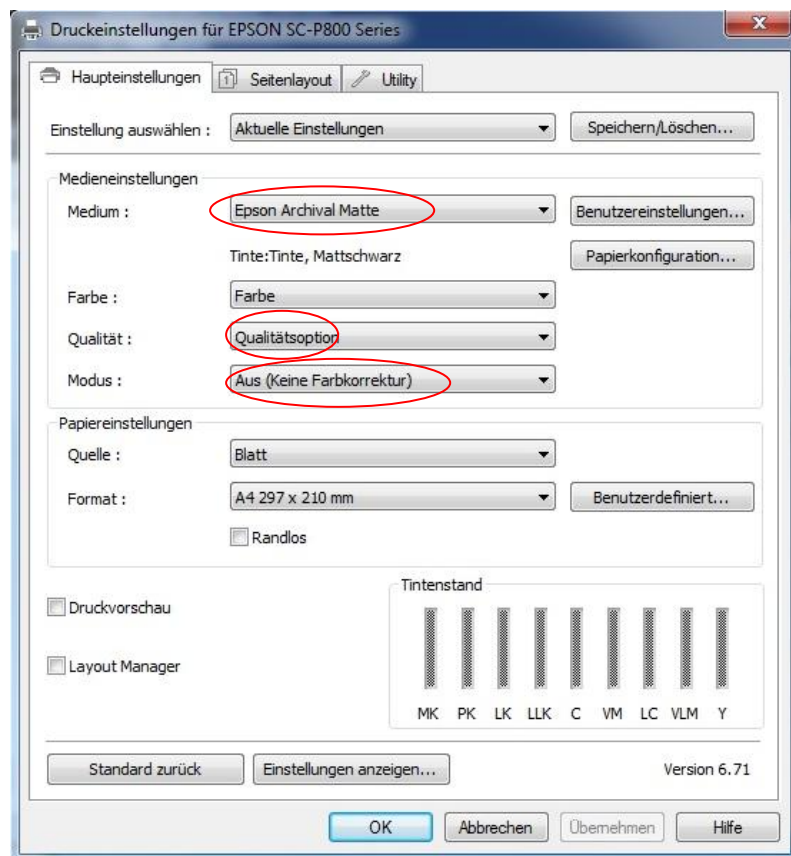 Druckeinstellungen für EPSON SC-P800 Series
Haupteinstellungen 1 Seitenlayout Utility
Einstellung auswählen : Aktuelle Einstellungen Speichern/Löschen...
Medieneinstellungen
Medium : Epson Archival Matte Benutzereinstellungen...
Tinte:Tinte, Mattschwarz Papierkonfiguration...
Farbe : Farbe
Qualität : Qualitätsoption
Modus : Aus (Keine Farbkorrektur)
Papiereinstellungen
Quelle : Blatt
Format : A4 297 x 210 mm Benutzerdefiniert...
Randlos
Tintenstand
Druckvorschau
Layout Manager
MK PK LK LLK C VM LC VLM Y
Standard zurück Einstellungen anzeigen... Version 6.71
OK Abbrechen Übernehmen Hilfe